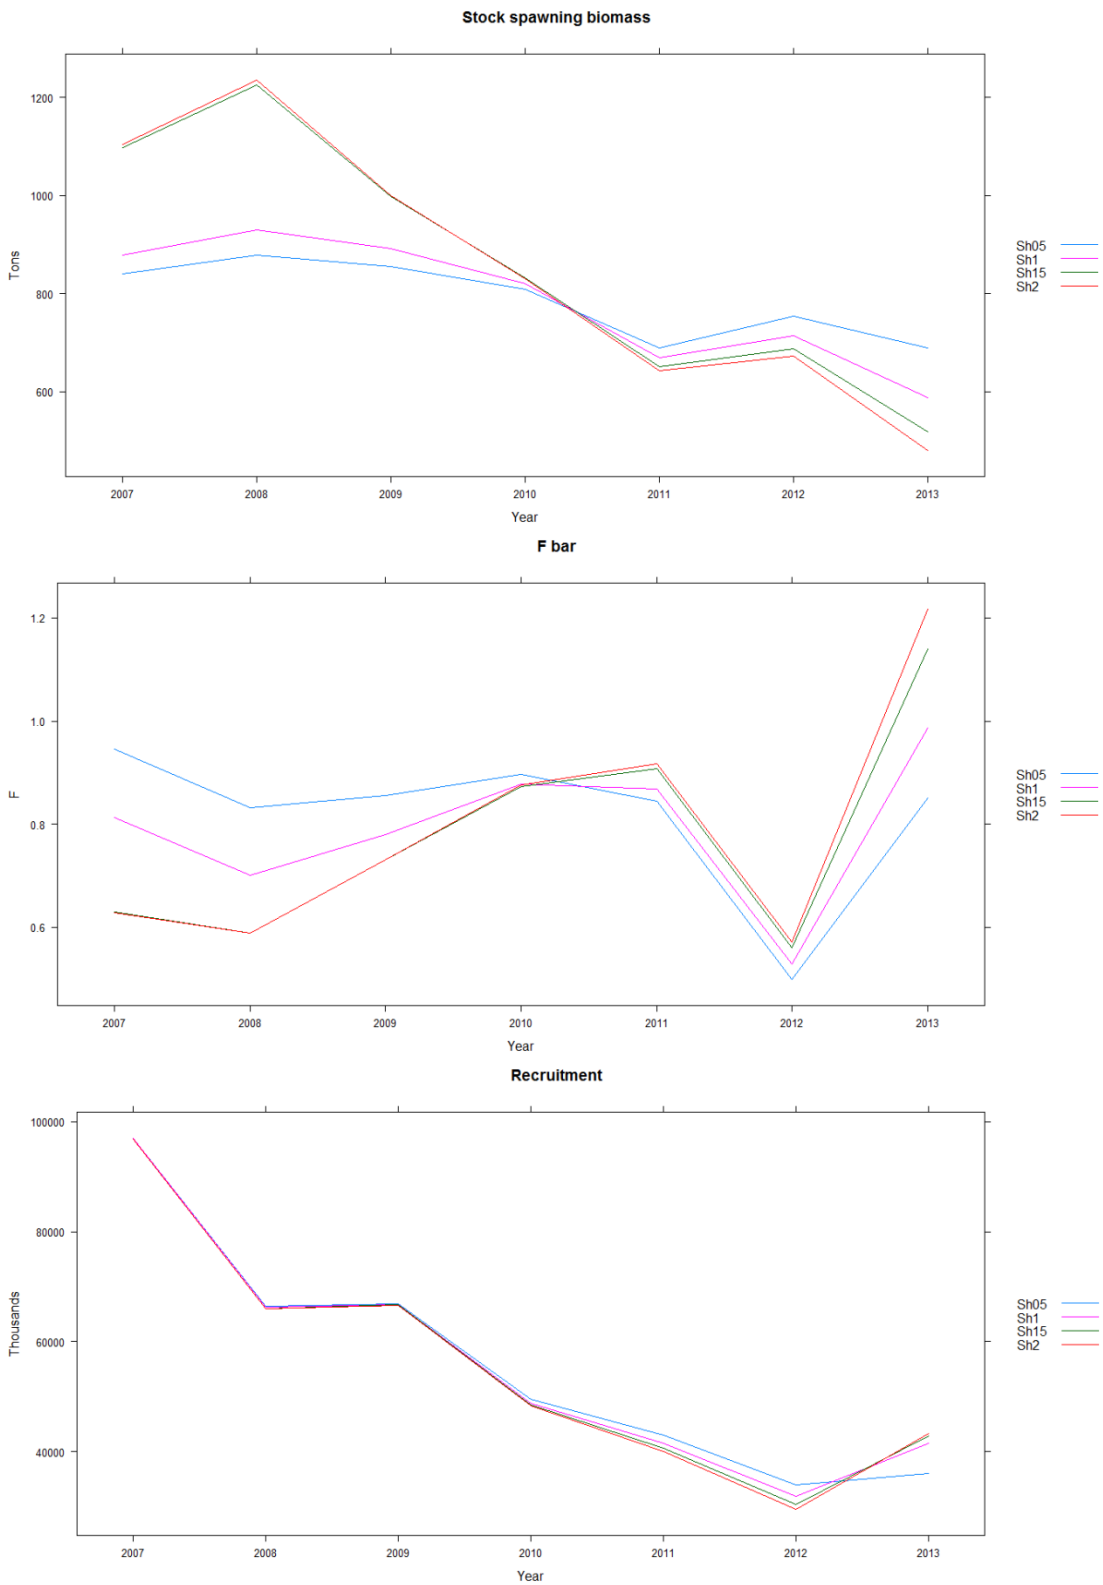 Stock spawning biomass
1200
1000
800
600
Tons
2007 2008 2009 2010 2011 2012 2013
Year
Sh05
Sh1
Sh15
Sh2
F bar
1.2
1.0
0.8
0.6
F
2007 2008 2009 2010 2011 2012 2013
Year
Sh05
Sh1
Sh15
Sh2
Recruitment
100000
80000
60000
40000
Thousands
2007 2008 2009 2010 2011 2012 2013
Year
Sh05
Sh1
Sh15
Sh2